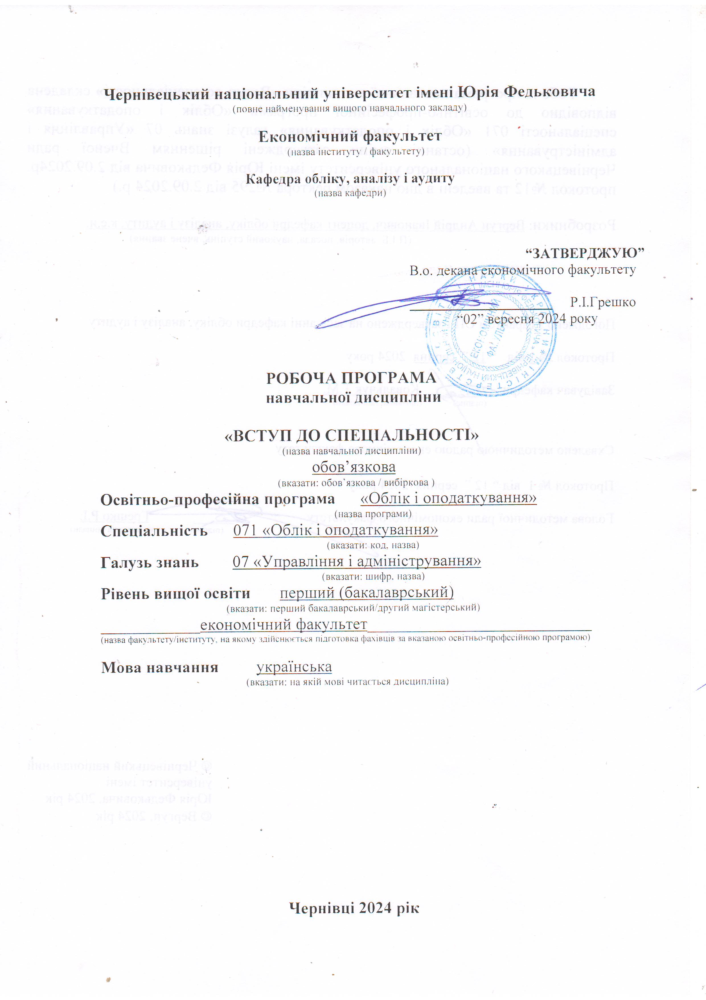 Чернівецький національний університет імені Юрія Федьковича
(повне найменування вищого навчального закладу)
Економічний факультет
(назва інституту / факультету)
Кафедра обліку, аналізу і аудиту
(назва кафедри)
“ЗАТВЕРДЖУЮ”
В.о. декана економічного факультету
Р.І.Грешко
“02” вересня 2024 року
ЕКОНОМІЧНИЙ
ФАКУЛЬТЕТ
РОБОЧА ПРОГРАМА
навчальної дисципліни
«ВСТУП ДО СПЕЦІАЛЬНОСТІ»
(назва навчальної дисципліни)
обов’язкова
(вказати: обов’язкова / вибіркова )
Освітньо-професійна програма «Облік і оподаткування»
(назва програми)
Спеціальність 071 «Облік і оподаткування»
(вказати: код, назва)
Галузь знань 07 «Управління і адміністрування»
(вказати: шифр, назва)
Рівень вищої освіти перший (бакалаврський)
(вказати: перший бакалаврський/другий магістерський)
економічний факультет
(назва факультету/інституту, на якому здійснюється підготовка фахівців за вказаною освітньо-професійною програмою)
Мова навчання українська
(вказати: на якій мові читається дисципліна)
Чернівці 2024 рік